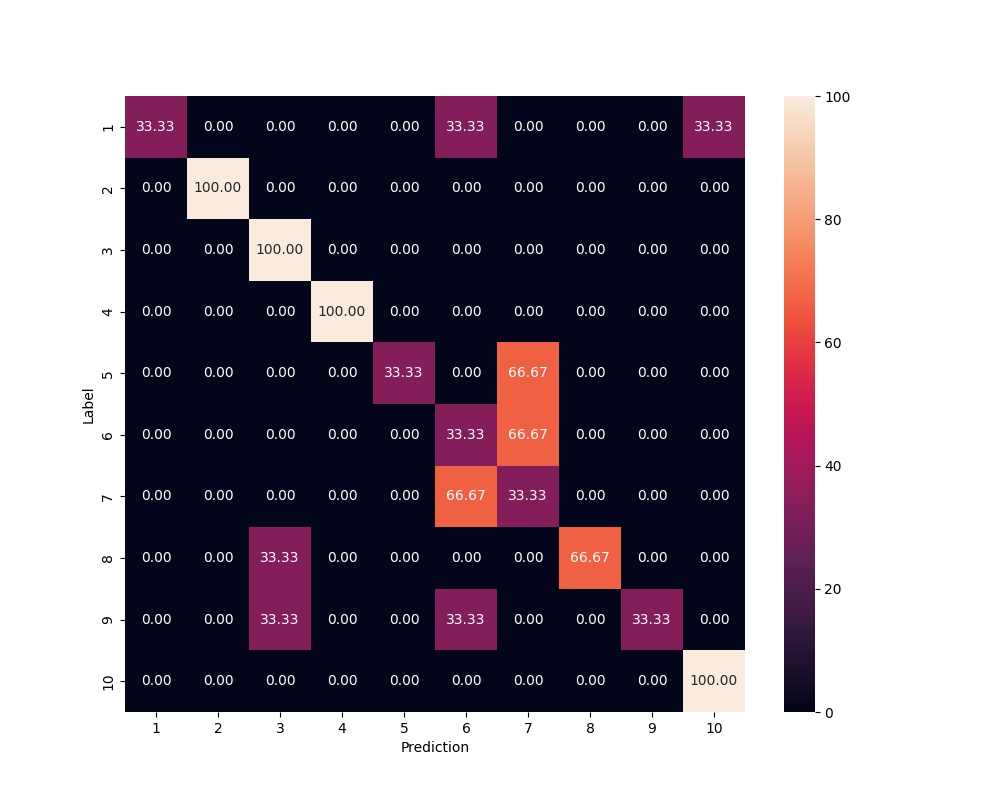 1 33.33 0.00 0.00 0.00 0.00 33.33 0.00 0.00 0.00 33.33
2 0.00 100.00 0.00 0.00 0.00 0.00 0.00 0.00 0.00 0.00
3 0.00 0.00 100.00 0.00 0.00 0.00 0.00 0.00 0.00 0.00
4 0.00 0.00 0.00 100.00 0.00 0.00 0.00 0.00 0.00 0.00
5 0.00 0.00 0.00 0.00 33.33 0.00 66.67 0.00 0.00 0.00
6 0.00 0.00 0.00 0.00 0.00 33.33 66.67 0.00 0.00 0.00
7 0.00 0.00 0.00 0.00 0.00 66.67 33.33 0.00 0.00 0.00
8 0.00 0.00 33.33 0.00 0.00 0.00 0.00 66.67 0.00 0.00
9 0.00 0.00 33.33 0.00 0.00 33.33 0.00 0.00 33.33 0.00
10 0.00 0.00 0.00 0.00 0.00 0.00 0.00 0.00 0.00 100.00
1 2 3 4 5 6 7 8 9 10
Prediction
Label
100
80
60
40
20
0